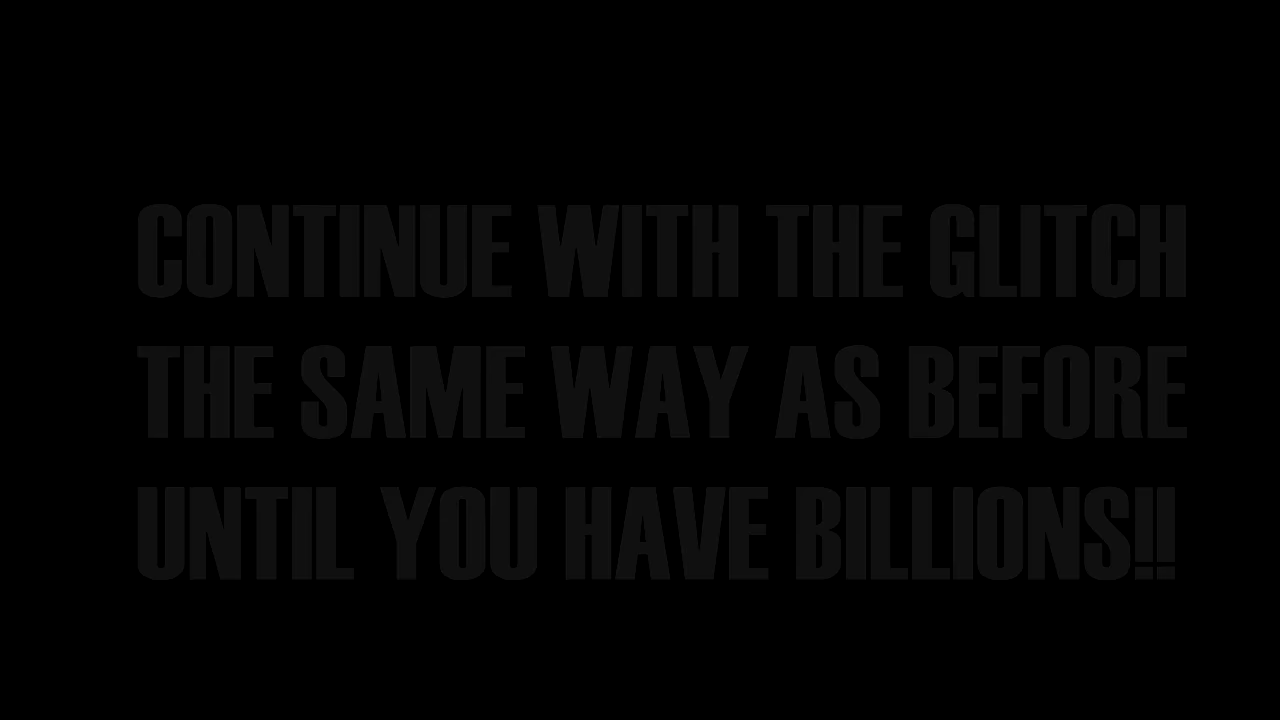 CONTINUE WITH THE GLITCH
THE SAME WAY AS BEFORE
UNTIL YOU HAVE BILLIONS!!